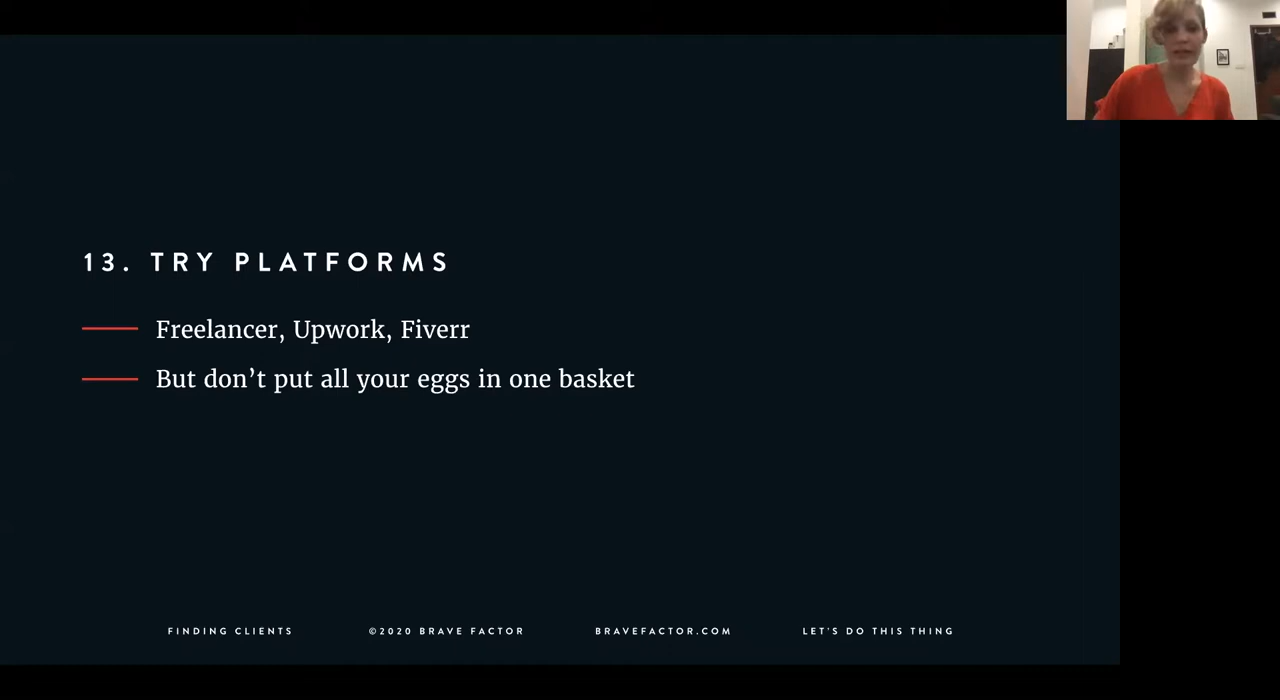 13. TRY PLATFORMS
Freelancer, Upwork, Fiverr
But don’t put all your eggs in one basket
FINDING CLIENTS ©2020 BRAVE FACTOR BRAVEFACTOR.COM LET'S DO THIS THING